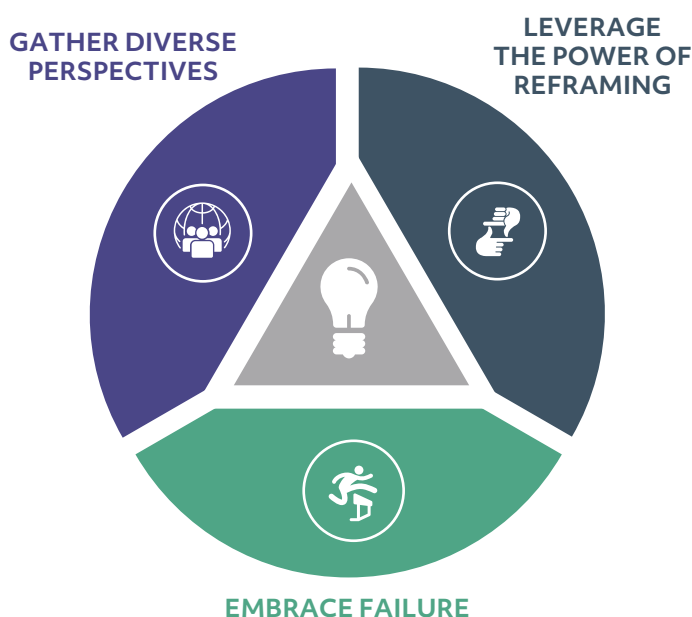 GATHER DIVERSE
PERSPECTIVES
LEVERAGE
THE POWER OF
REFRAMING
EMBRACE FAILURE